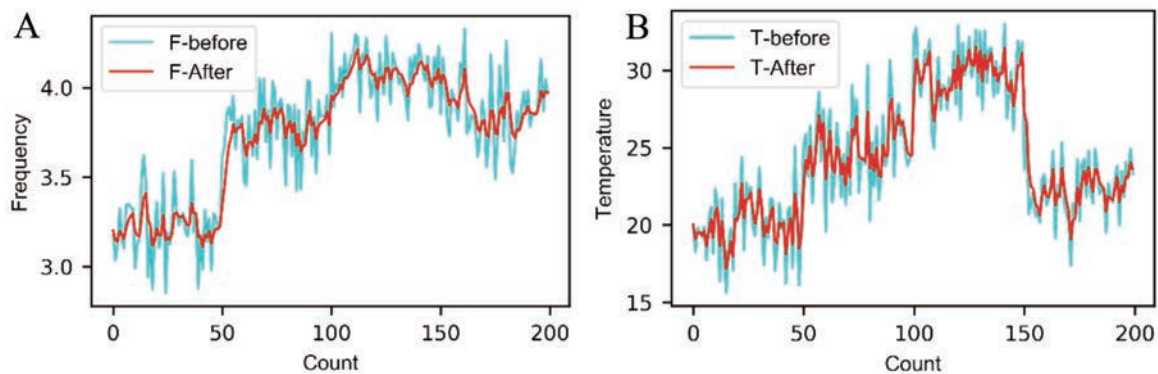 A
F-before
F-After
Frequency
4.0
3.5
3.0
0 50 100 150 200
Count
B
T-before
T-After
Temperature
30
25
20
15
0 50 100 150 200
Count